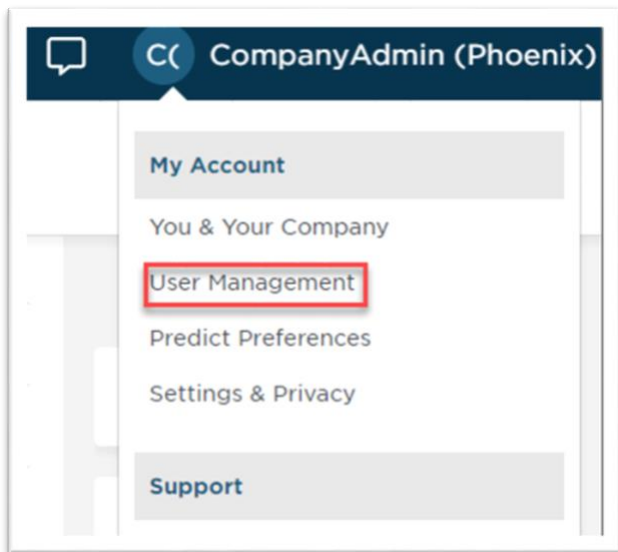 C( CompanyAdmin (Phoenix)
My Account
You & Your Company
User Management
Predict Preferences
Settings & Privacy
Support